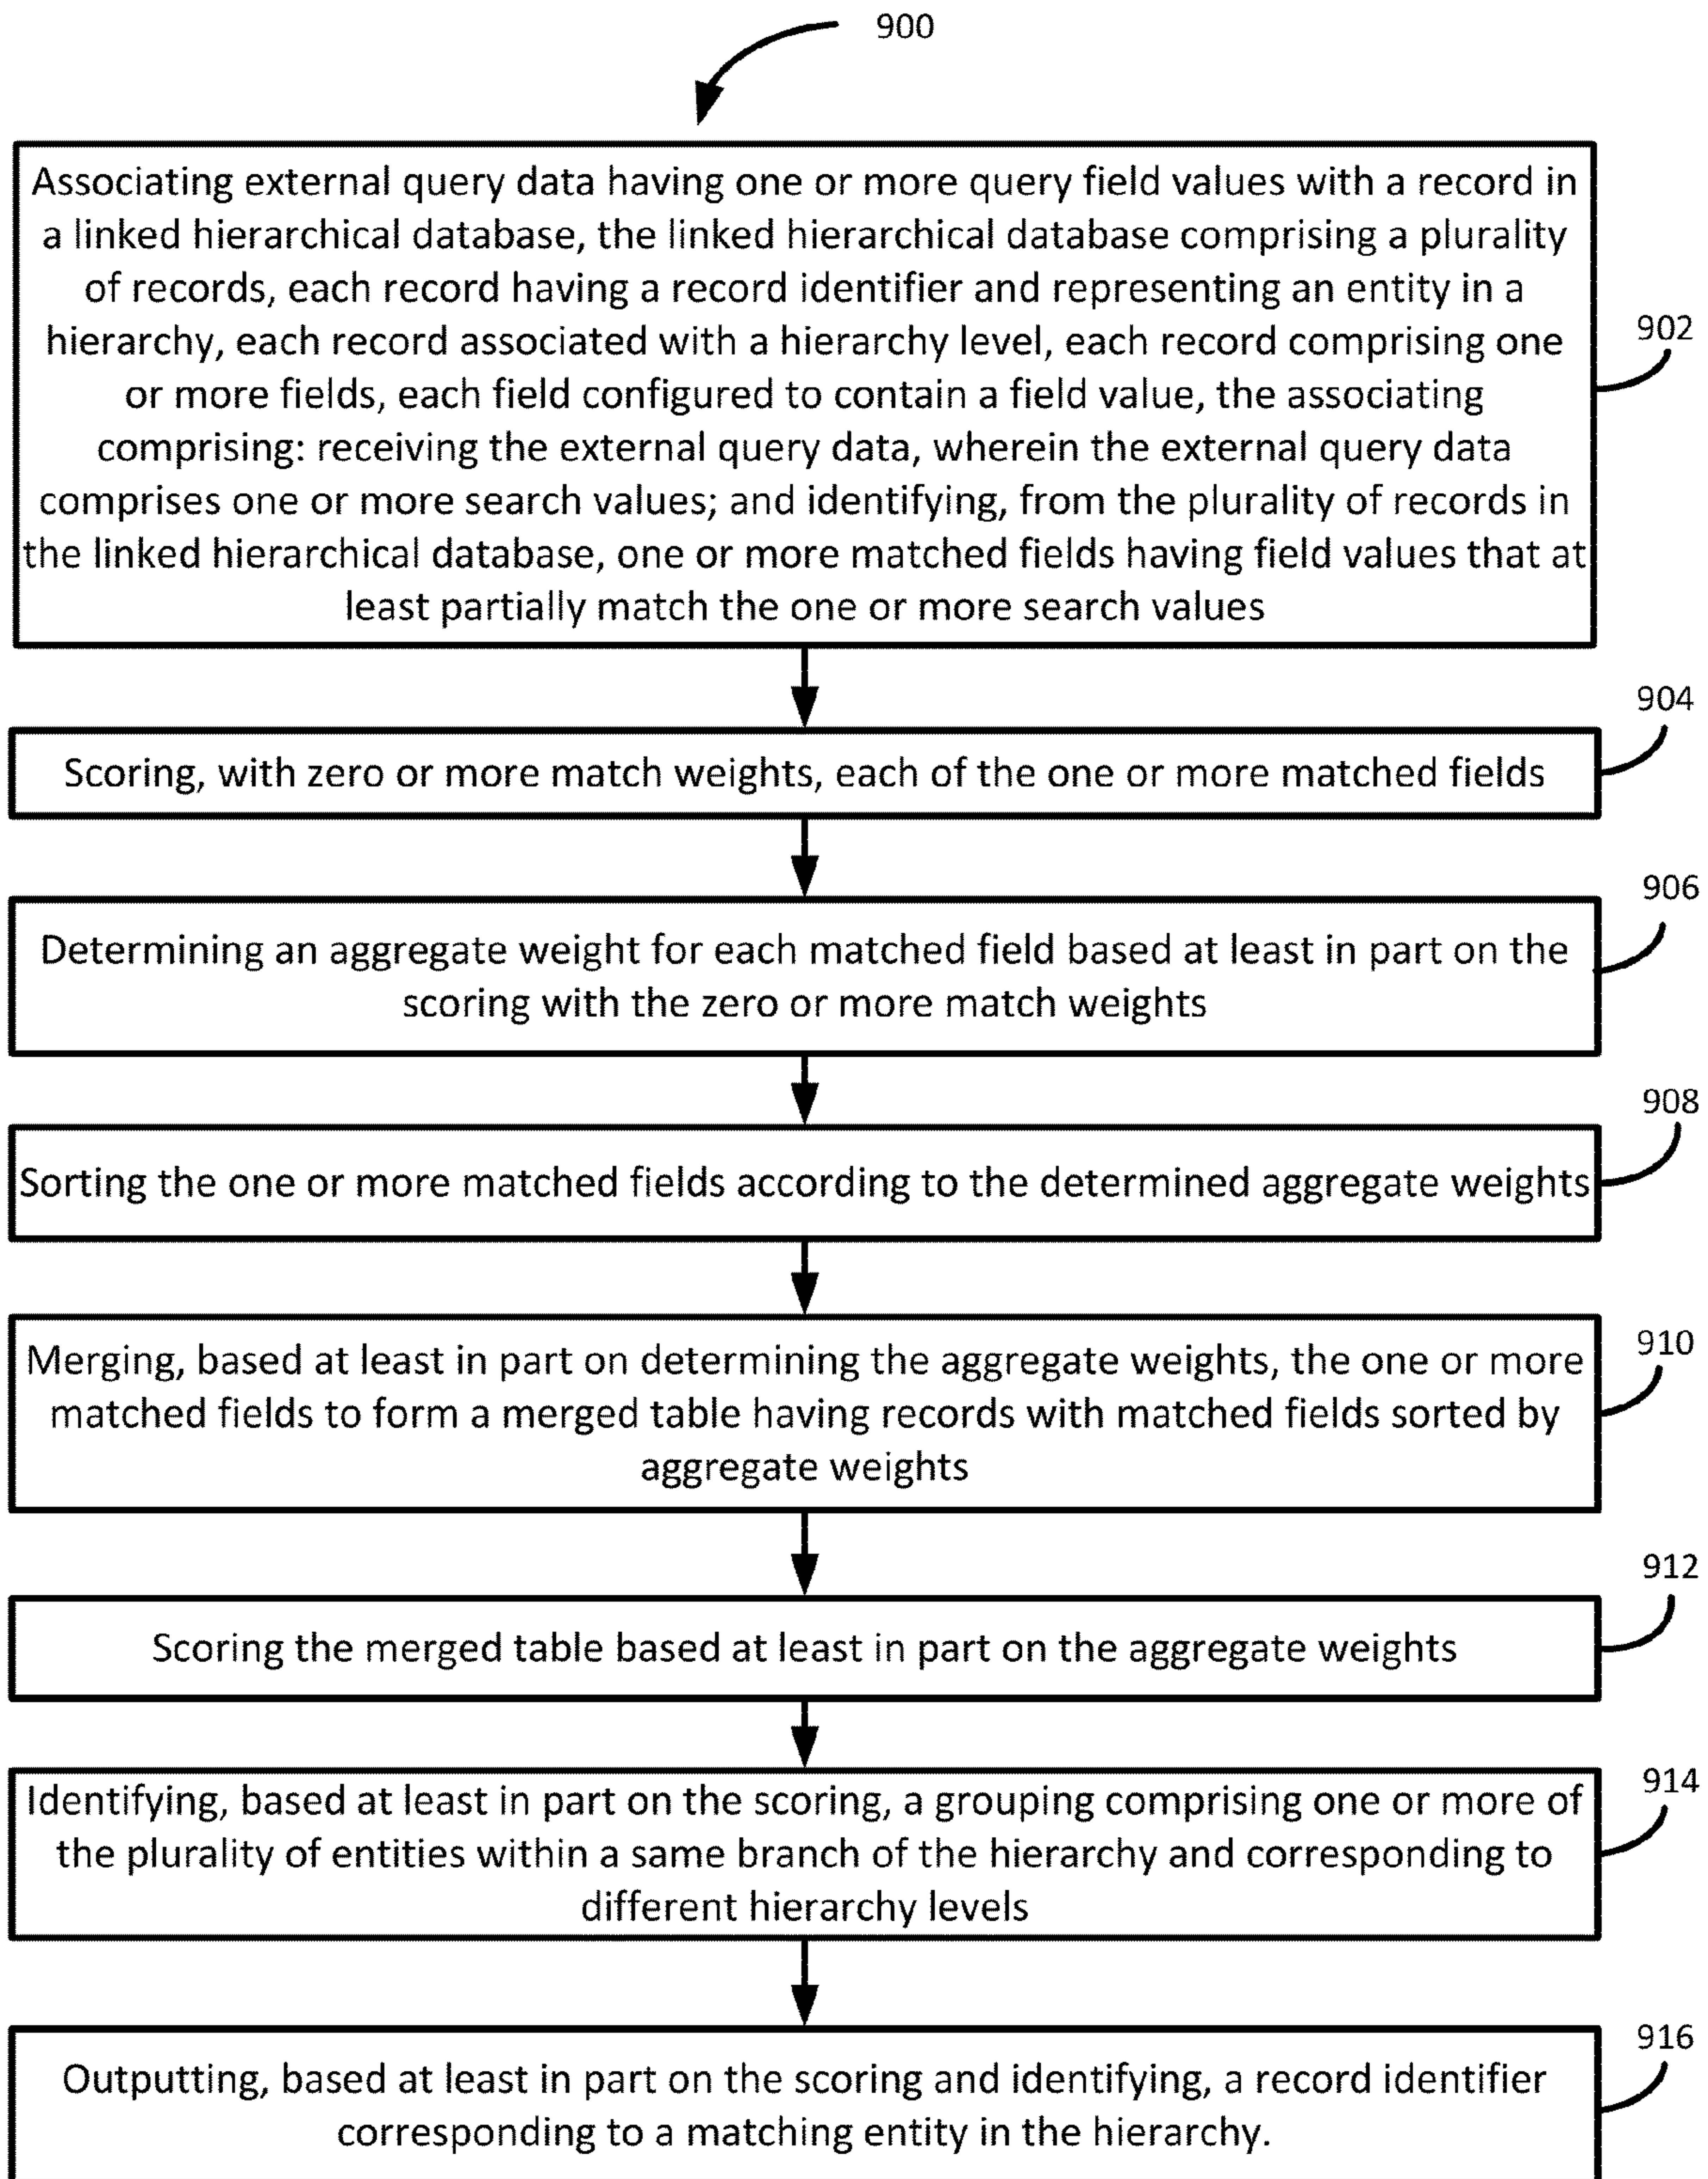 900
Associating external query data having one or more query field values with a record in
a linked hierarchical database, the linked hierarchical database comprising a plurality
of records, each record having a record identifier and representing an entity in a
hierarchy, each record associated with a hierarchy level, each record comprising one
or more fields, each field configured to contain a field value, the associating
comprising: receiving the external query data, wherein the external query data
comprises one or more search values; and identifying, from the plurality of records in
the linked hierarchical database, one or more matched fields having field values that at
least partially match the one or more search values
902
904
Scoring, with zero or more match weights, each of the one or more matched fields
906
Determining an aggregate weight for each matched field based at least in part on the
scoring with the zero or more match weights
908
Sorting the one or more matched fields according to the determined aggregate weights
910
Merging, based at least in part on determining the aggregate weights, the one or more
matched fields to form a merged table having records with matched fields sorted by
aggregate weights
912
Scoring the merged table based at least in part on the aggregate weights
914
Identifying, based at least in part on the scoring, a grouping comprising one or more of
the plurality of entities within a same branch of the hierarchy and corresponding to
different hierarchy levels
916
Outputting, based at least in part on the scoring and identifying, a record identifier
corresponding to a matching entity in the hierarchy.